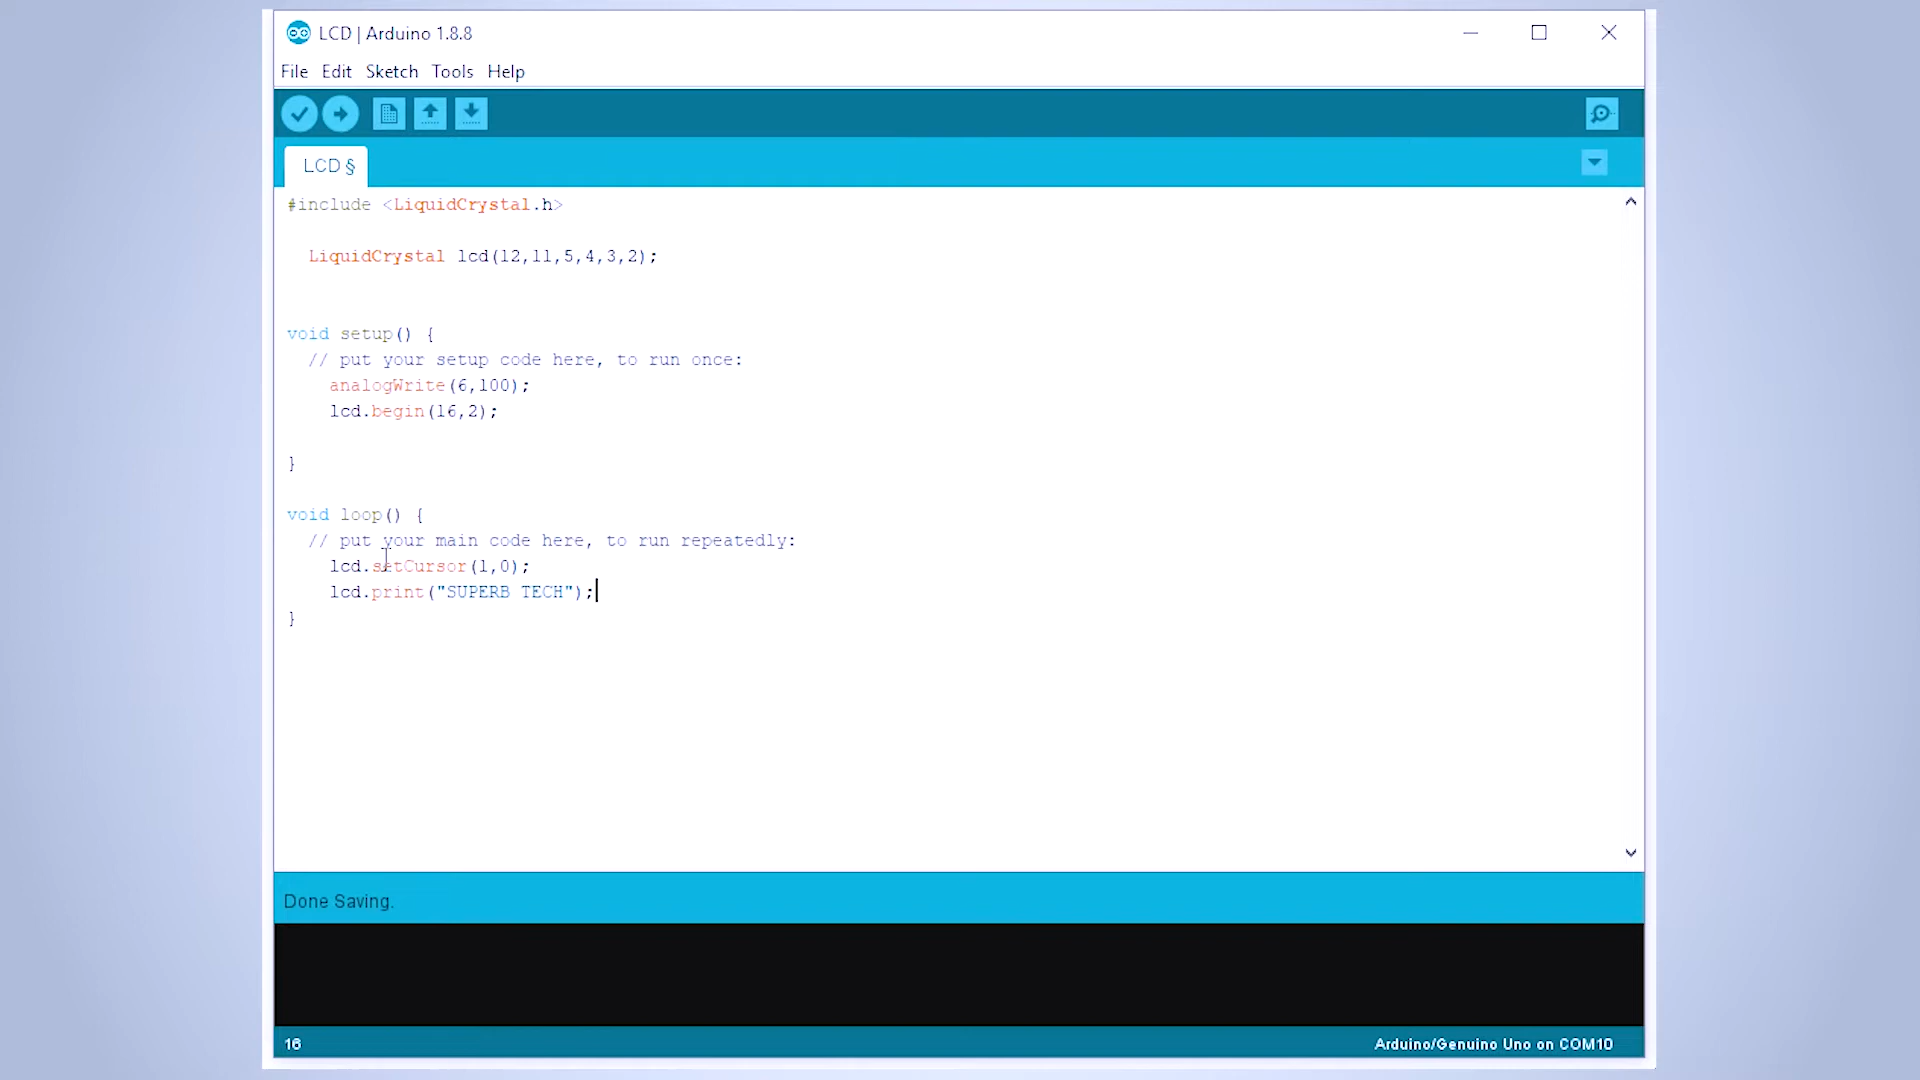 LCD | Arduino 1.8.8
File Edit Sketch Tools Help
LCD §
#include <LiquidCrystal.h>
LiquidCrystal lcd(12,11,5,4,3,2);
void setup() {
// put your setup code here, to run once:
analogWrite(6,100);
lcd.begin(16,2);
}
void loop() {
// put your main code here, to run repeatedly:
lcd.setCursor(1,0);
lcd.print("SUPERB TECH");
}
Done Saving.
16 Arduino/Genuino Uno on COM10